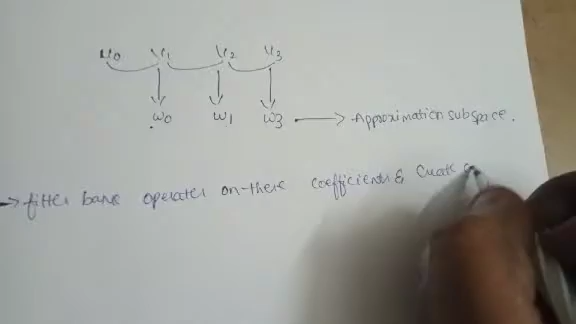 V0 V1 V2 V3
W0 W1 W3 → Approximation subspace.
→ filter bank operates on these coefficients & Create